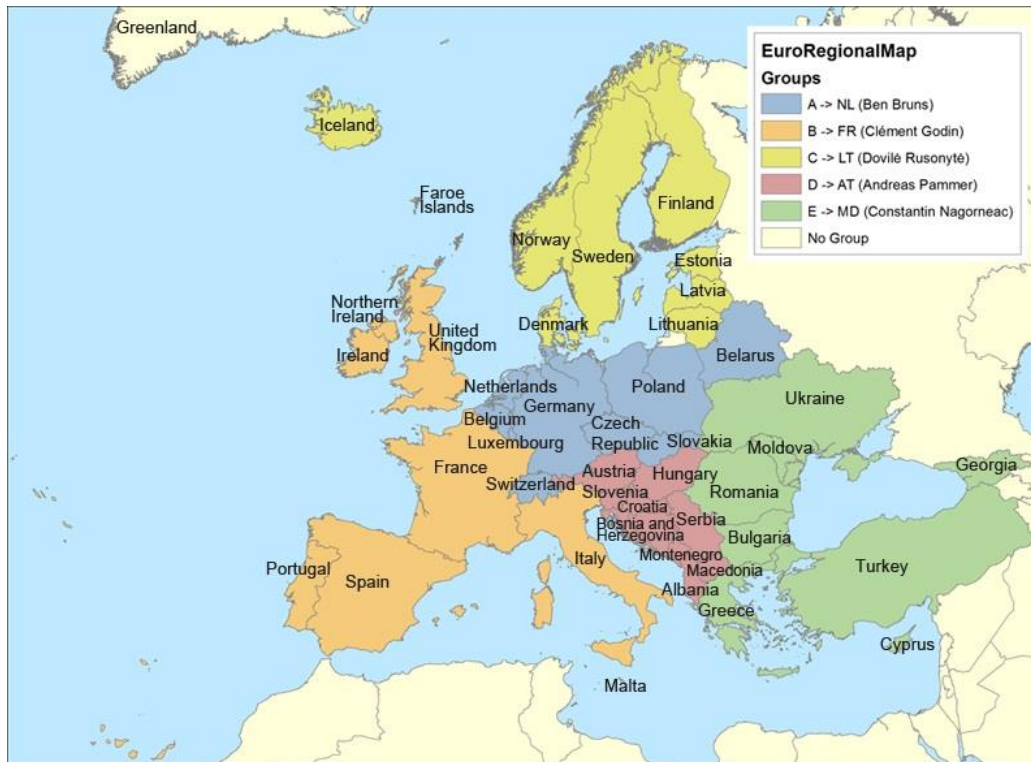 Greenland
EuroRegionalMap
Groups
A -> NL (Ben Bruns)
B -> FR (Clément Godin)
C -> LT (Dovilė Rusonytė)
D -> AT (Andreas Pammer)
E -> MD (Constantin Nagorneac)
No Group
Iceland
Faroe
Islands
Finland
Norway
Sweden
Estonia
Latvia
Lithuania
Denmark
Northern
Ireland
Ireland
United
Kingdom
Belarus
Netherlands
Germany
Poland
Belgium
Luxembourg
Czech
Republic
Slovakia
Ukraine
Moldova
France
Switzerland
Austria
Hungary
Slovenia
Croatia
Bosnia and
Herzegovina
Serbia
Romania
Georgia
Bulgaria
Montenegro
Macedonia
Albania
Italy
Portugal
Spain
Greece
Turkey
Cyprus
Malta